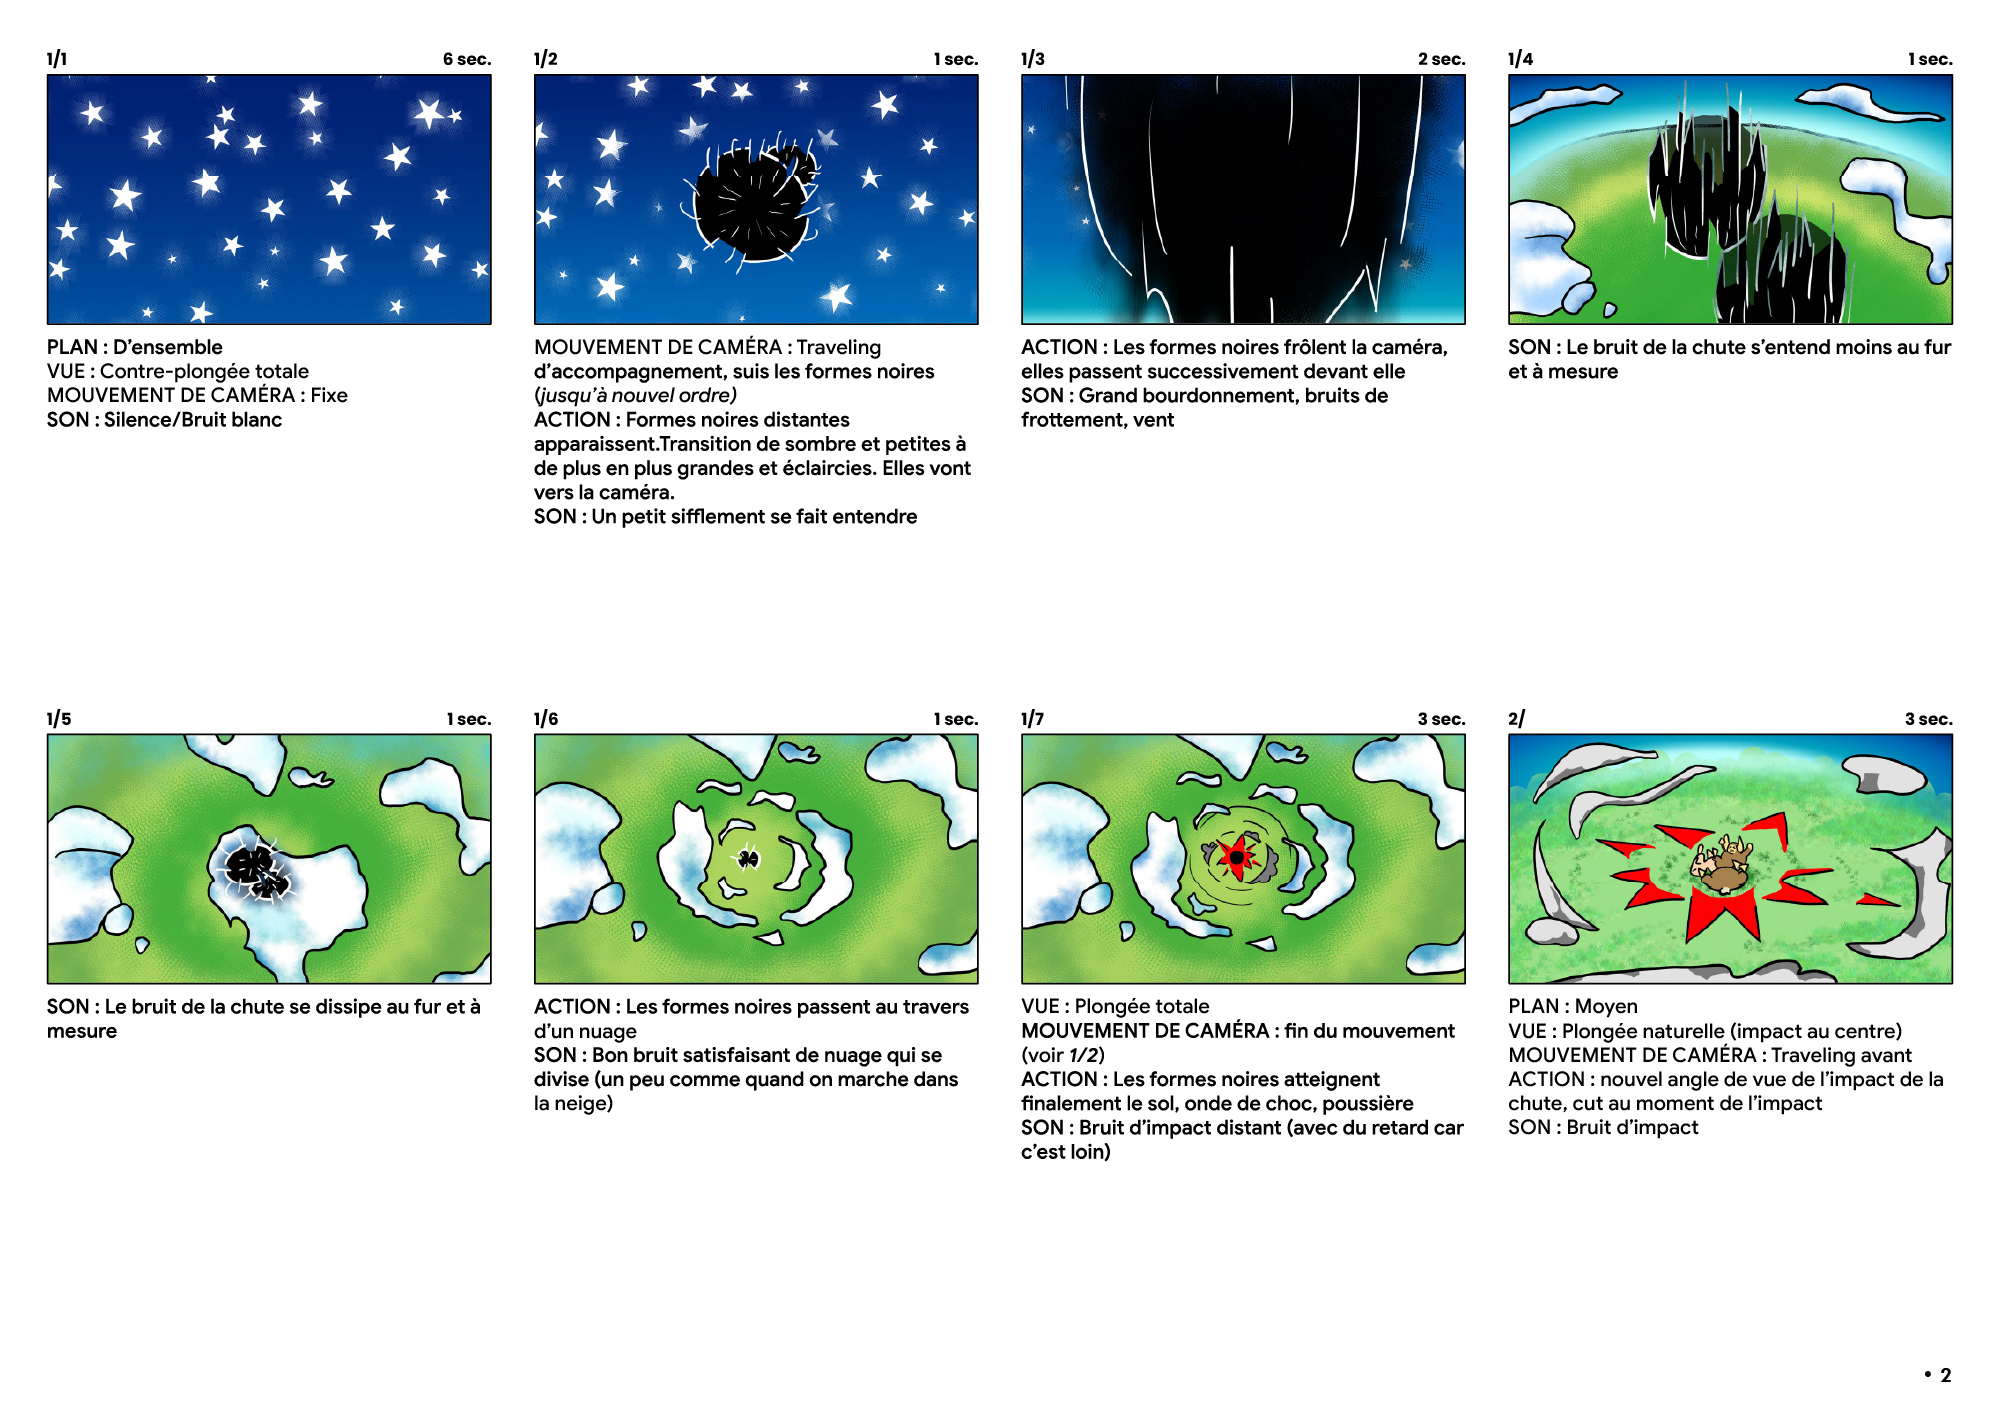 1/1 6 sec.
PLAN : D’ensemble
VUE : Contre-plongée totale
MOUVEMENT DE CAMÉRA : Fixe
SON : Silence/Bruit blanc
1/2 1 sec.
MOUVEMENT DE CAMÉRA : Traveling
d’accompagnement, suis les formes noires
(jusqu’à nouvel ordre)
ACTION : Formes noires distantes
apparaissent.Transition de sombre et petites à
de plus en plus grandes et éclaircies. Elles vont
vers la caméra.
SON : Un petit sifflement se fait entendre
1/3 2 sec.
ACTION : Les formes noires frôlent la caméra,
elles passent successivement devant elle
SON : Grand bourdonnement, bruits de
frottement, vent
1/4 1 sec.
SON : Le bruit de la chute s’entend moins au fur
et à mesure
1/5 1 sec.
SON : Le bruit de la chute se dissipe au fur et à
mesure
1/6 1 sec.
ACTION : Les formes noires passent au travers
d’un nuage
SON : Bon bruit satisfaisant de nuage qui se
divise (un peu comme quand on marche dans
la neige)
1/7 3 sec.
VUE : Plongée totale
MOUVEMENT DE CAMÉRA : fin du mouvement
(voir 1/2)
ACTION : Les formes noires atteignent
finalement le sol, onde de choc, poussière
SON : Bruit d’impact distant (avec du retard car
c’est loin)
2/ 3 sec.
PLAN : Moyen
VUE : Plongée naturelle (impact au centre)
MOUVEMENT DE CAMÉRA : Traveling avant
ACTION : nouvel angle de vue de l’impact de la
chute, cut au moment de l’impact
SON : Bruit d’impact
• 2